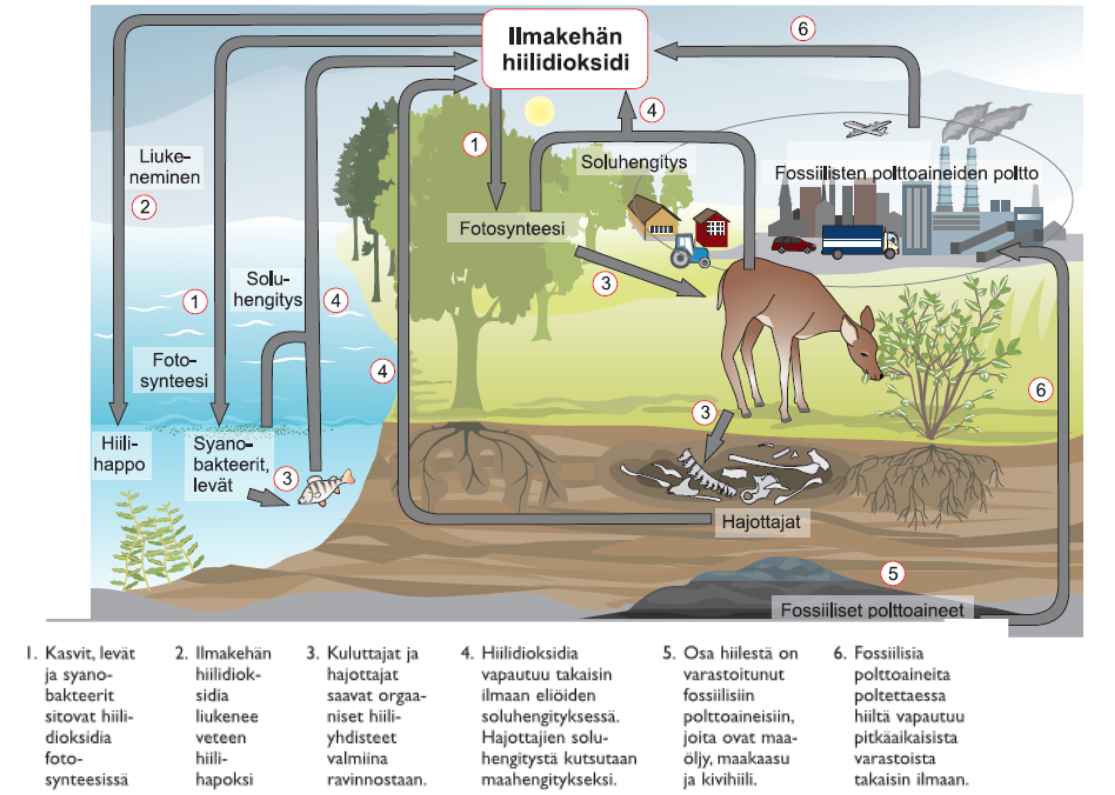 Ilmakehän
hiilidioksidi
6
4
1
Soluhengitys
Fossiilisten polttoaineiden poltto
Liuke-
neminen
2
Fotosynteesi
3
Solu-
hengitys
4
1
Foto-
synteesi
4
6
3
Hiili-
happo
Syano-
bakteerit,
levät
3
Hajottajat
5
Fossiiliset polttoaineet
1. Kasvit, levät
ja syano-
bakteerit
sitovat hiili-
dioksidia
foto-
synteesissä
2. Ilmakehän
hiilidiok-
sidia
liukenee
veteen
hiili-
hapoksi
3. Kuluttajat ja
hajottajat
saavat orgaa-
niset hiili-
yhdisteet
valmiina
ravinnostaan.
4. Hiilidioksidia
vapautuu takaisin
ilmaan eliöiden
soluhengityksessä.
Hajottajien solu-
hengitystä kutsutaan
maahengitykseksi.
5. Osa hiilestä on
varastoitunut
fossiilisiin
polttoaineisiin,
joita ovat maa-
öljy, maakaasu
ja kivihiili.
6. Fossiilisia
polttoaineita
poltettaessa
hiiltä vapautuu
pitkäaikaisista
varastoista
takaisin ilmaan.